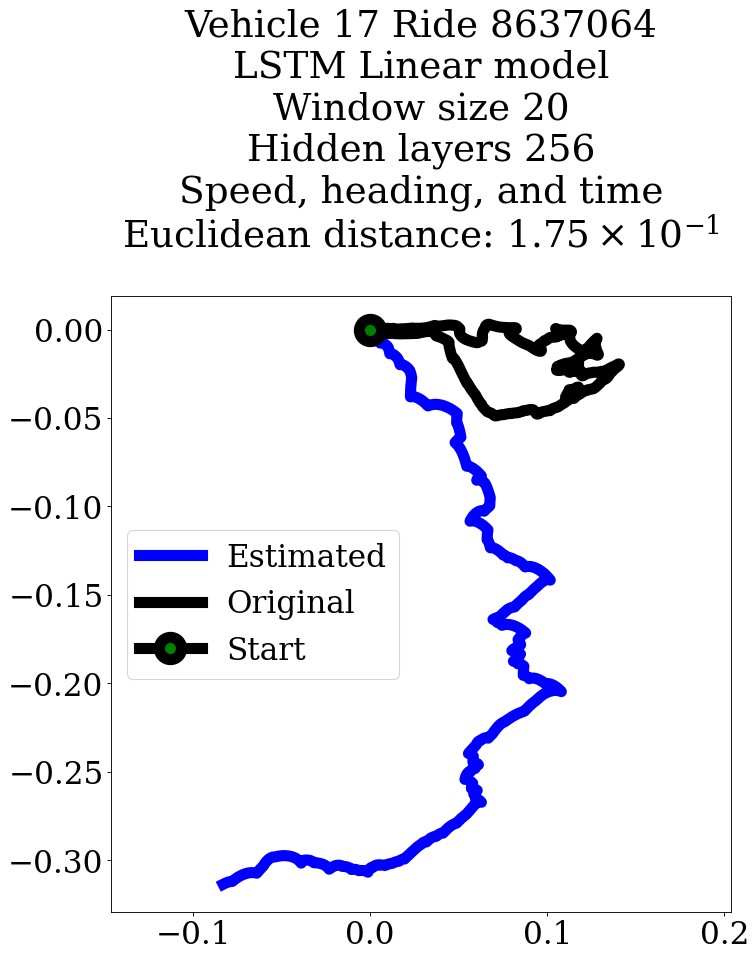 Vehicle 17 Ride 8637064
LSTM Linear model
Window size 20
Hidden layers 256
Speed, heading, and time
Euclidean distance: 1.75 × 10⁻¹
0.00
−0.05
−0.10
−0.15
−0.20
−0.25
−0.30
Estimated
Original
Start
−0.1
0.0
0.1
0.2